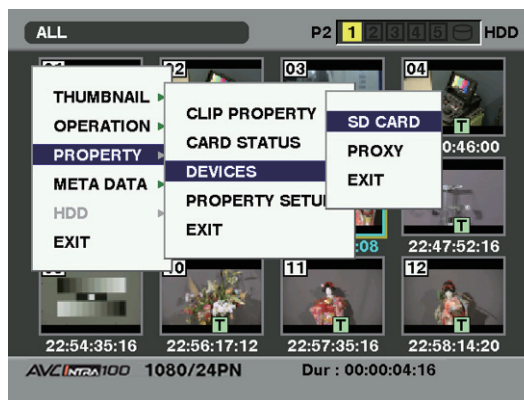 ALL
P2 1 2 3 4 5 HDD
02 03 04
THUMBNAIL
OPERATION
PROPERTY
META DATA
HDD
EXIT
CLIP PROPERTY
CARD STATUS
DEVICES
PROPERTY SETU
EXIT
SD CARD
PROXY
EXIT
T
0:46:00
T
:08 22:47:52:16
11 12
T T T
22:54:35:16 22:56:17:12 22:57:35:16 22:58:14:20
AVC INTRA 100 1080/24PN Dur : 00:00:04:16